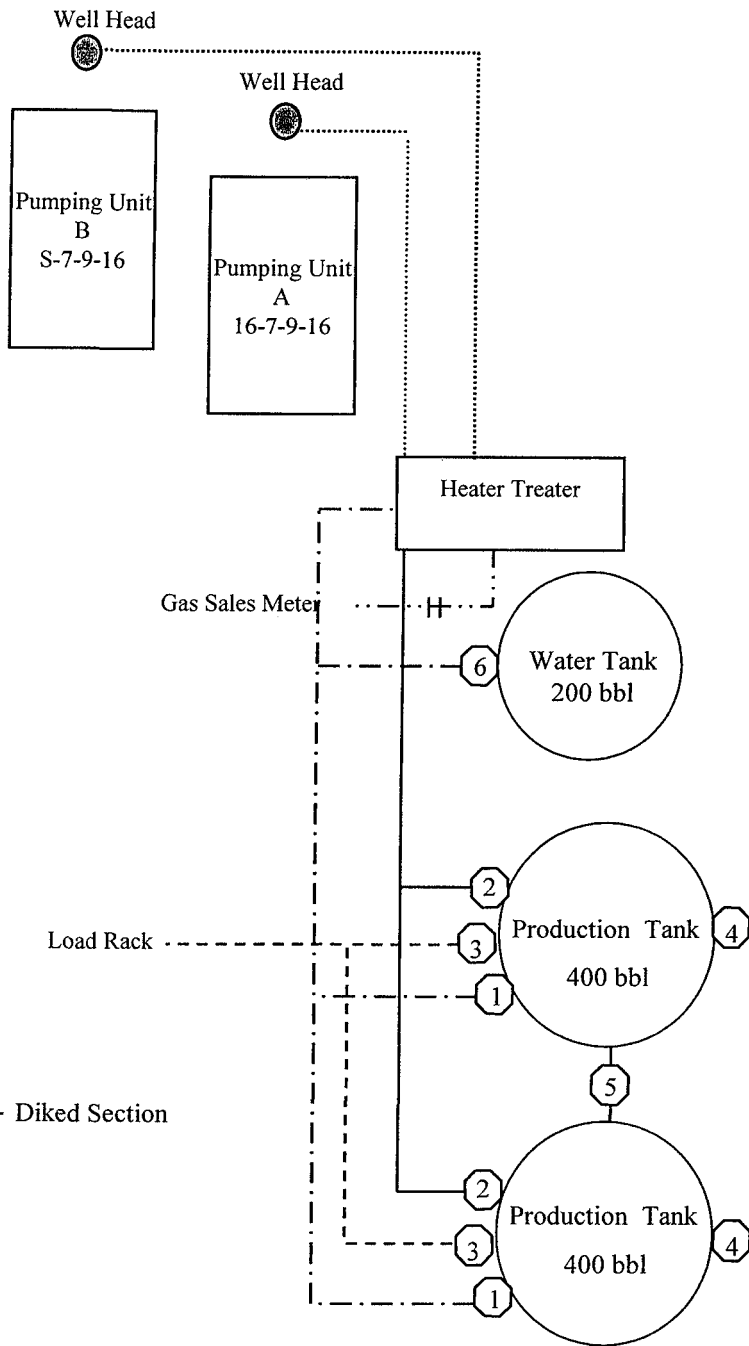 Well Head
Well Head
Pumping Unit
B
S-7-9-16
Pumping Unit
A
16-7-9-16
Heater Treater
Gas Sales Meter
6
Water Tank
200 bbl
2
Load Rack
3
Production Tank
400 bbl
4
1
5
- Diked Section
2
3
Production Tank
400 bbl
4
1